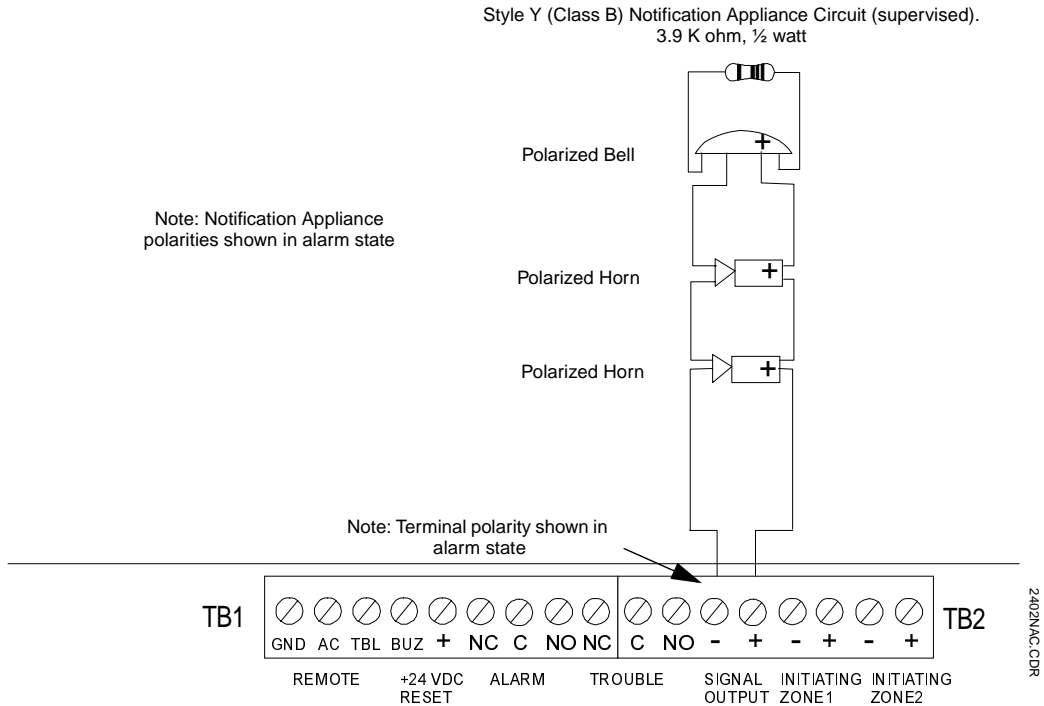 Style Y (Class B) Notification Appliance Circuit (supervised).
3.9 K ohm, ½ watt
+
Polarized Bell
Note: Notification Appliance
polarities shown in alarm state
Polarized Horn
+
Polarized Horn
+
Note: Terminal polarity shown in
alarm state
TB1
TB2
GND AC TBL BUZ + NC C NO NC C NO - + - + - +
REMOTE
+24 VDC
RESET
ALARM
TROUBLE
SIGNAL
OUTPUT
INITIATING
ZONE1
INITIATING
ZONE2
2402NAC.CDR